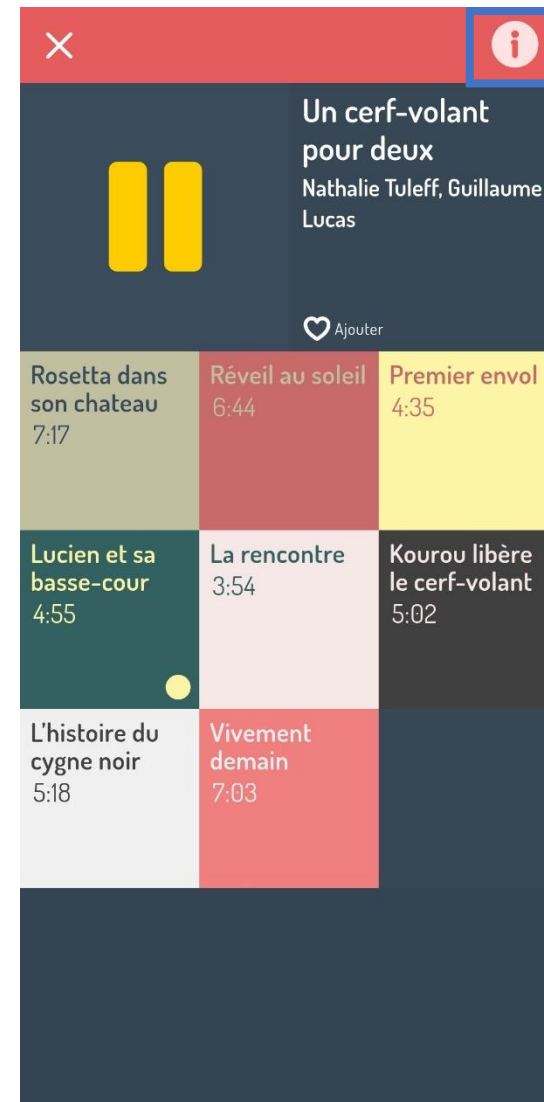 Un cerf-volant
pour deux
Nathalie Tuleff, Guillaume
Lucas
Ajouter
Rosetta dans
son chateau
7:17
Réveil au soleil
6:44
Premier envol
4:35
Lucien et sa
basse-cour
4:55
La rencontre
3:54
Kourou libère
le cerf-volant
5:02
L'histoire du
cygne noir
5:18
Vivement
demain
7:03